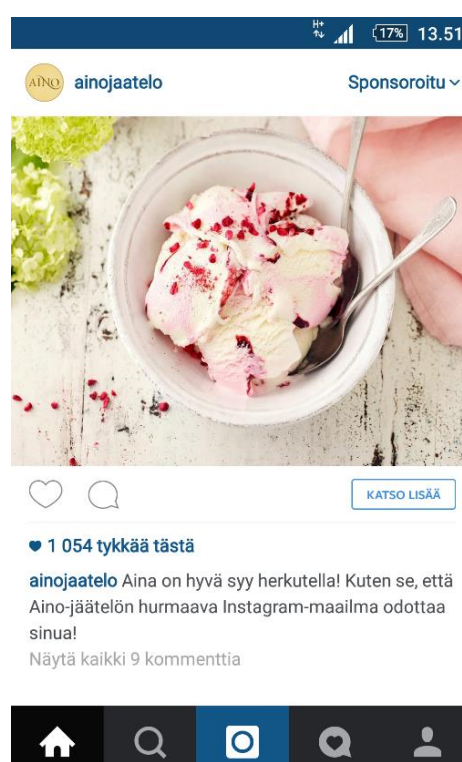 H+ 17% 13.51
AINO ainojaatelo Sponsoroitu
KATSO LISÄÄ
1 054 tykkää tästä
ainojaatelo Aina on hyvä syy herkutella! Kuten se, että
Aino-jäätelön hurmaava Instagram-maailma odottaa
sinua!
Näytä kaikki 9 kommenttia